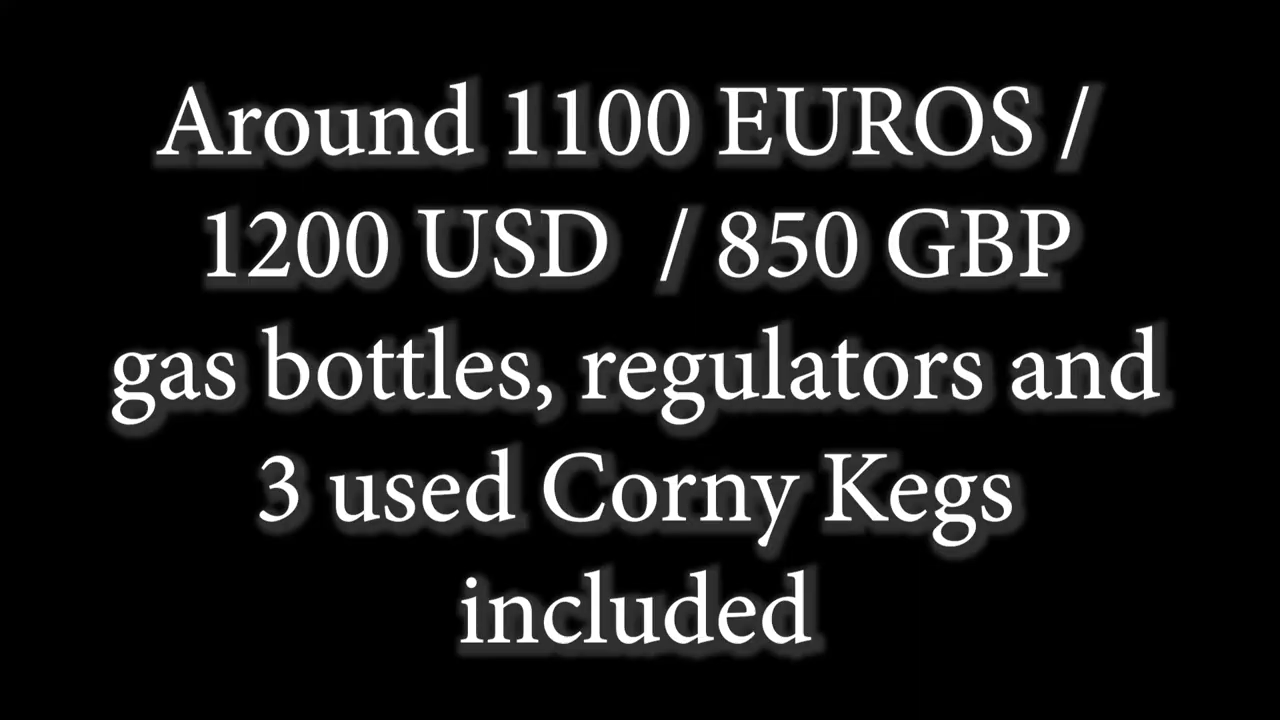 Around 1100 EUROS /
1200 USD / 850 GBP
gas bottles, regulators and
3 used Corny Kegs
included